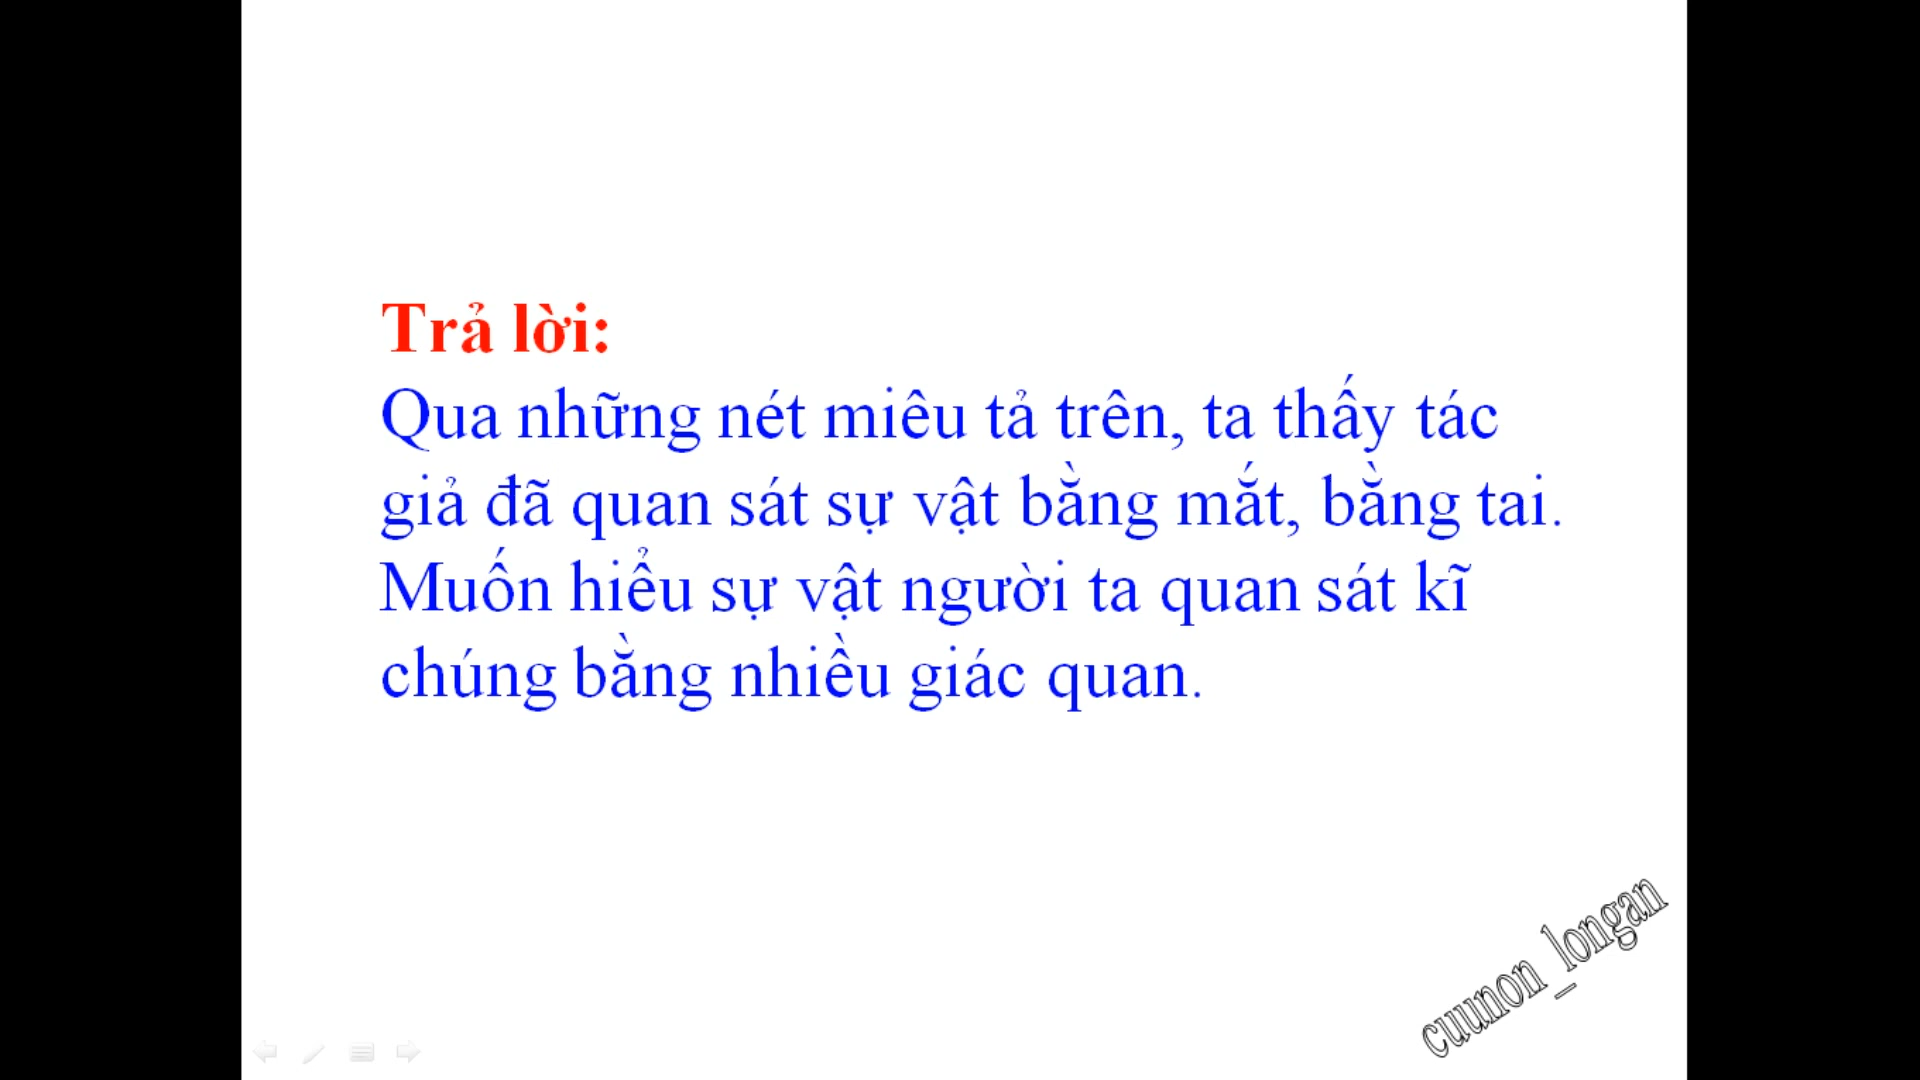 Trả lời:
Qua những nét miêu tả trên, ta thấy tác
giả đã quan sát sự vật bằng mắt, bằng tai.
Muốn hiểu sự vật người ta quan sát kĩ
chúng bằng nhiều giác quan.
cuunon_longan